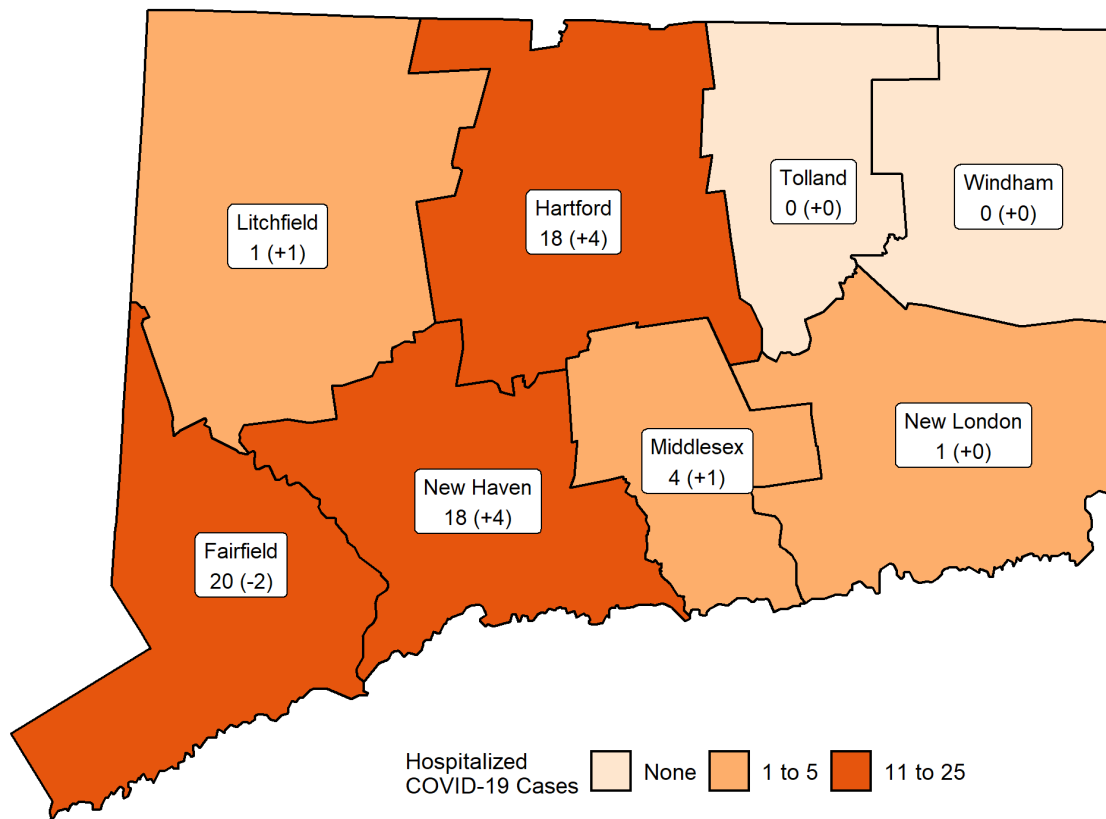 Tolland
0 (+0)
Windham
0 (+0)
Hartford
18 (+4)
Litchfield
1 (+1)
New London
1 (+0)
Middlesex
4 (+1)
New Haven
18 (+4)
Fairfield
20 (-2)
Hospitalized
COVID-19 Cases
None
1 to 5
11 to 25